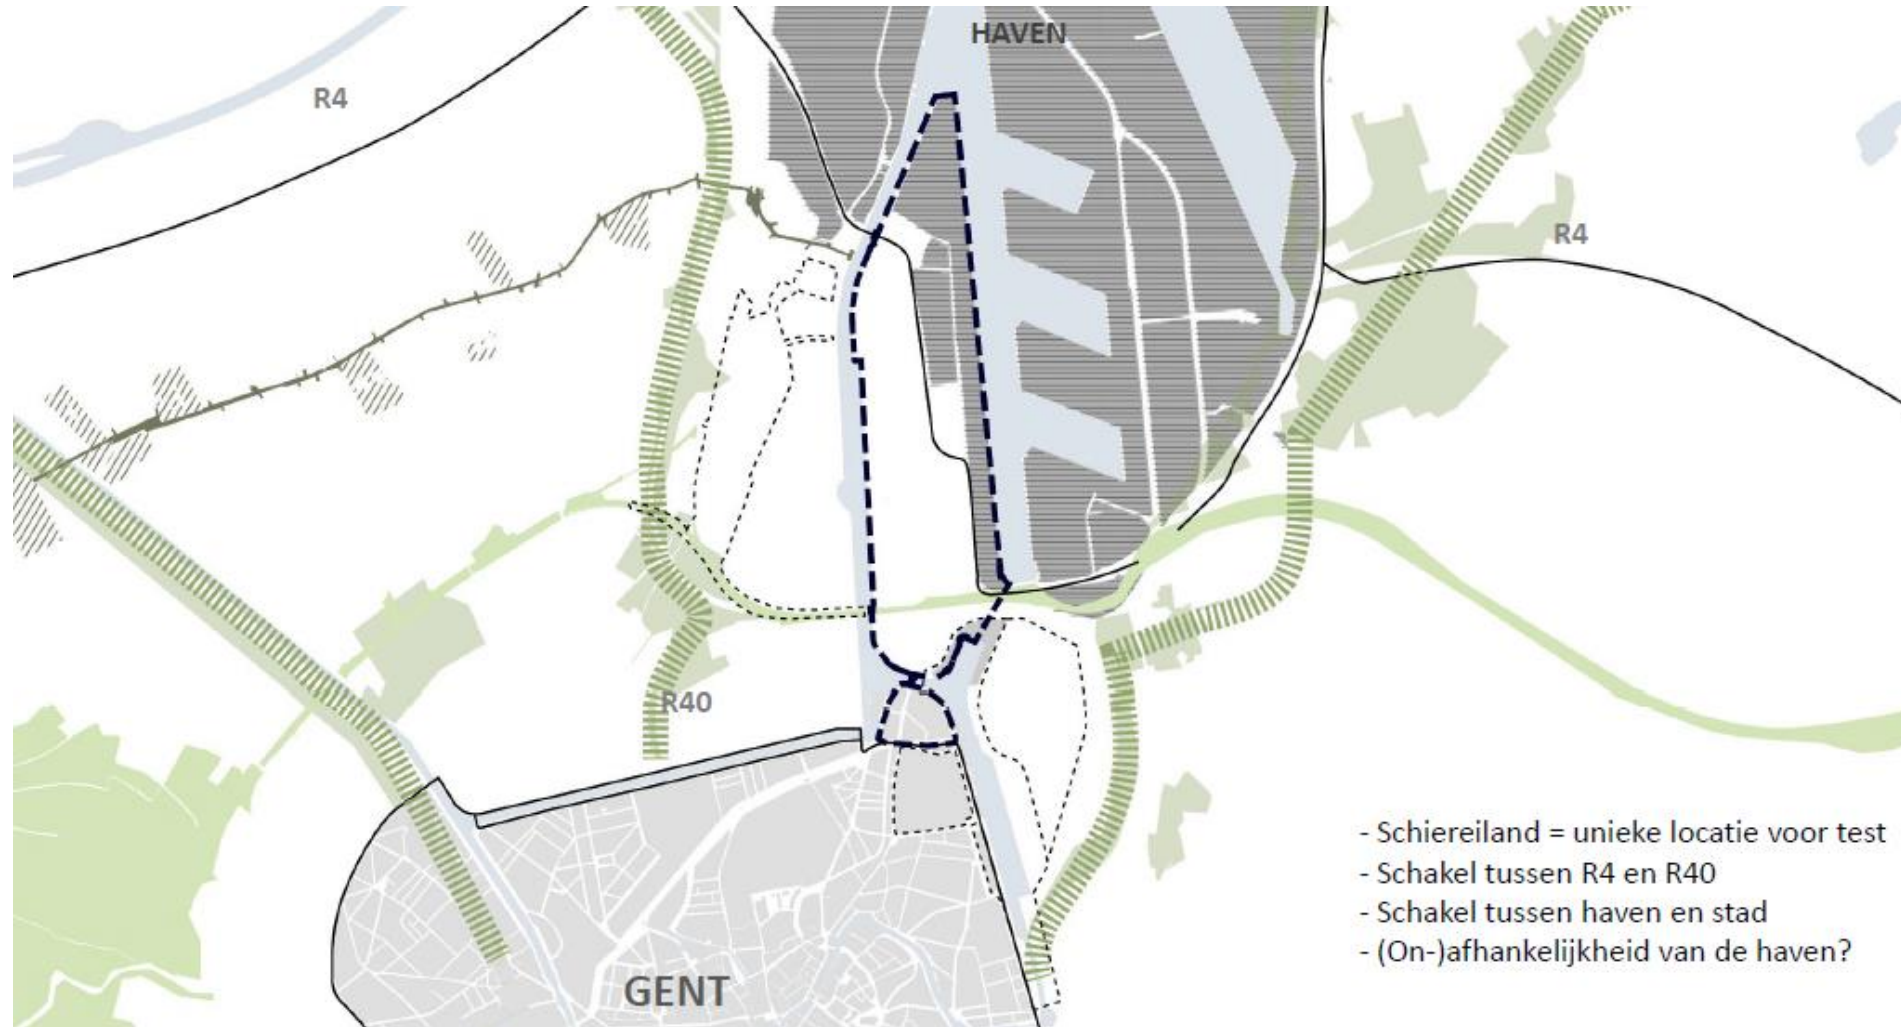 HAVEN
R4
R4
R40
- Schiereiland = unieke locatie voor test
- Schakel tussen R4 en R40
- Schakel tussen haven en stad
- (On-)afhankelijkheid van de haven?
GENT